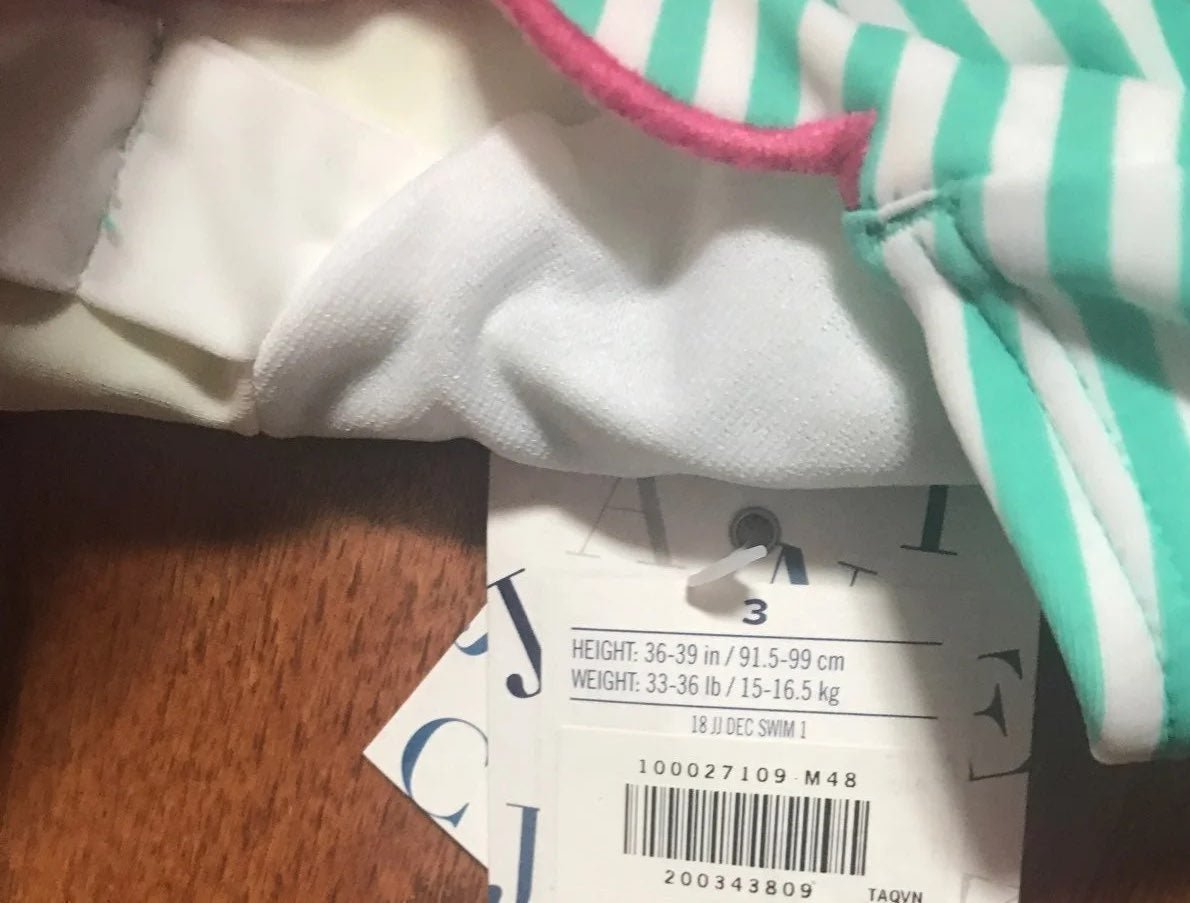 3
HEIGHT: 36-39 in / 91.5-99 cm
WEIGHT: 33-36 lb / 15-16.5 kg
18 JJ DEC SWIM 1
100027109 M48
200343809
TAQVN
J
C
J
E